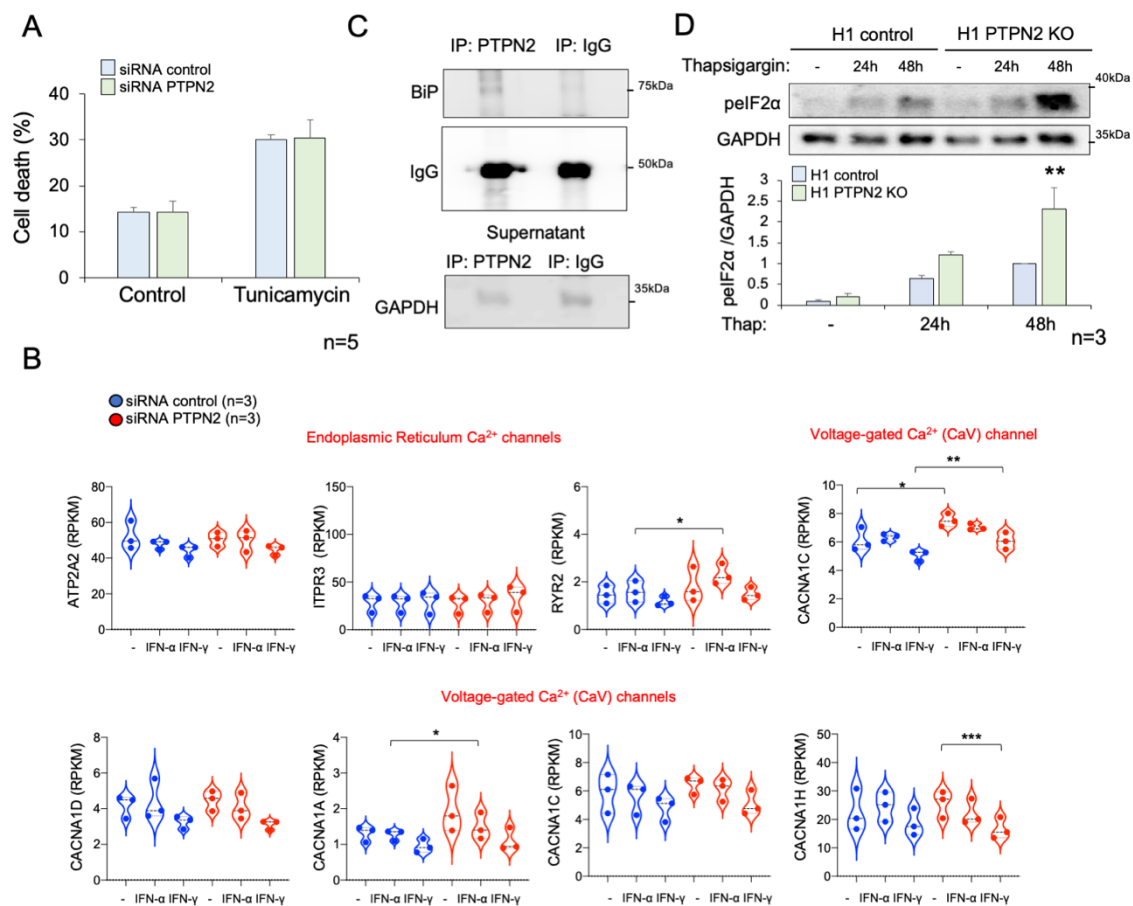 A
siRNA control
siRNA PTPN2
Cell death (%)
40
30
20
10
0
Control
Tunicamycin
n=5
C
IP: PTPN2
IP: IgG
BiP
75kDa
IgG
50kDa
Supernatant
IP: PTPN2
IP: IgG
35kDa
GAPDH
D
H1 control
H1 PTPN2 KO
Thapsigargin:
-
24h
48h
-
24h
48h
40kDa
peIF2α
GAPDH
35kDa
H1 control
H1 PTPN2 KO
**
peIF2α /GAPDH
3
2.5
2
1.5
1
0.5
0
Thap:
-
24h
48h
n=3
B
siRNA control (n=3)
siRNA PTPN2 (n=3)
Endoplasmic Reticulum Ca²⁺ channels
Voltage-gated Ca²⁺ (CaV) channel
ATP2A2 (RPKM)
80
60
40
20
0
- IFN-α IFN-γ - IFN-α IFN-γ
ITPR3 (RPKM)
150
100
50
0
- IFN-α IFN-γ - IFN-α IFN-γ
RYR2 (RPKM)
6
4
2
0
*
- IFN-α IFN-γ - IFN-α IFN-γ
CACNA1C (RPKM)
10
8
6
4
2
0
*
**
- IFN-α IFN-γ - IFN-α IFN-γ
Voltage-gated Ca²⁺ (CaV) channels
CACNA1D (RPKM)
8
6
4
2
0
- IFN-α IFN-γ - IFN-α IFN-γ
CACNA1A (RPKM)
4
3
2
1
0
*
- IFN-α IFN-γ - IFN-α IFN-γ
CACNA1C (RPKM)
10
8
6
4
2
0
- IFN-α IFN-γ - IFN-α IFN-γ
CACNA1H (RPKM)
50
40
30
20
10
0
***
- IFN-α IFN-γ - IFN-α IFN-γ